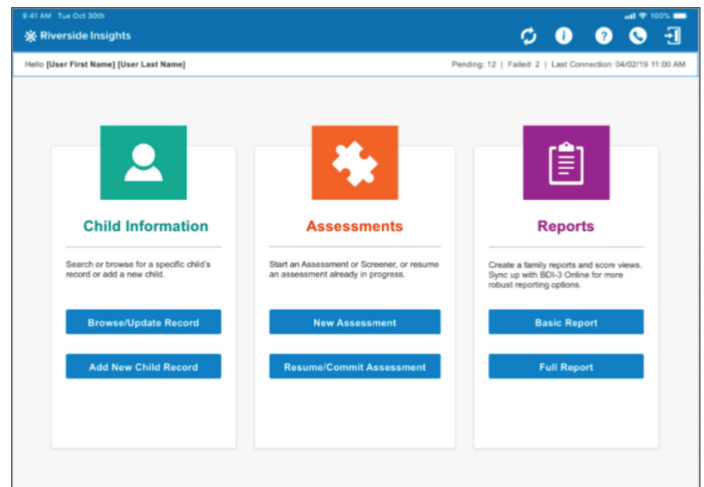 9:41 AM Tue Oct 30th
100%
Riverside Insights
Hello [User First Name] [User Last Name]
Pending: 12 | Failed: 2 | Last Connection: 04/02/19 11:00 AM
Child Information
Search or browse for a specific child's
record or add a new child.
Browse/Update Record
Add New Child Record
Assessments
Start an Assessment or Screener, or resume
an assessment already in progress.
New Assessment
Resume/Commit Assessment
Reports
Create a family reports and score views.
Sync up with BDI-3 Online for more
robust reporting options.
Basic Report
Full Report